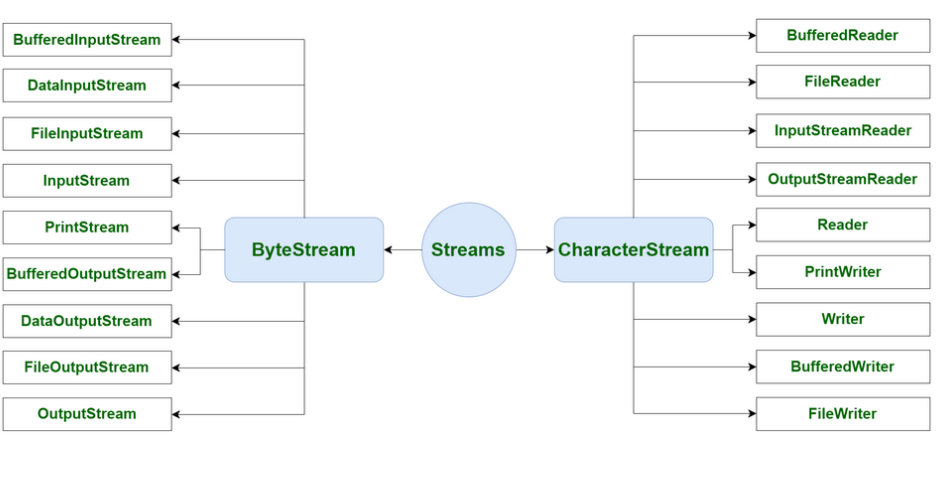 BufferedInputStream
DataInputStream
FileInputStream
InputStream
PrintStream
BufferedOutputStream
DataOutputStream
FileOutputStream
OutputStream
ByteStream
Streams
CharacterStream
BufferedReader
FileReader
InputStreamReader
OutputStreamReader
Reader
PrintWriter
Writer
BufferedWriter
FileWriter